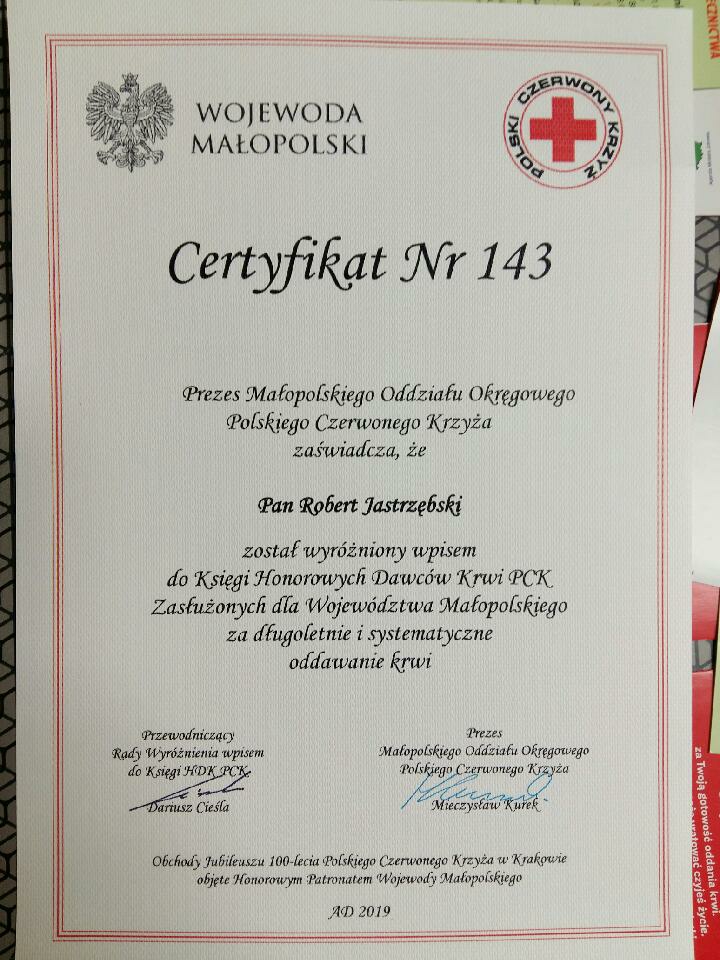 WOJEWODA
MAŁOPOLSKI
POLSKI CZERWONY KRZYŻ
Certyfikat Nr 143
Prezes Małopolskiego Oddziału Okręgowego
Polskiego Czerwonego Krzyża
zaświadcza, że
Pan Robert Jastrzębski
został wyróżniony wpisem
do Księgi Honorowych Dawców Krwi PCK
Zasłużonych dla Województwa Małopolskiego
za długoletnie i systematyczne
oddawanie krwi
Przewodniczący
Rady Wyróżnienia wpisem
do Księgi HDK PCK
Dariusz Cieśla
Prezes
Małopolskiego Oddziału Okręgowego
Polskiego Czerwonego Krzyża
Mieczysław Kurek
Obchody Jubileuszu 100-lecia Polskiego Czerwonego Krzyża w Krakowie
objęte Honorowym Patronatem Wojewody Małopolskiego
AD 2019
za Twoją gotowość oddania krwi.
uratować czyjeś życie.